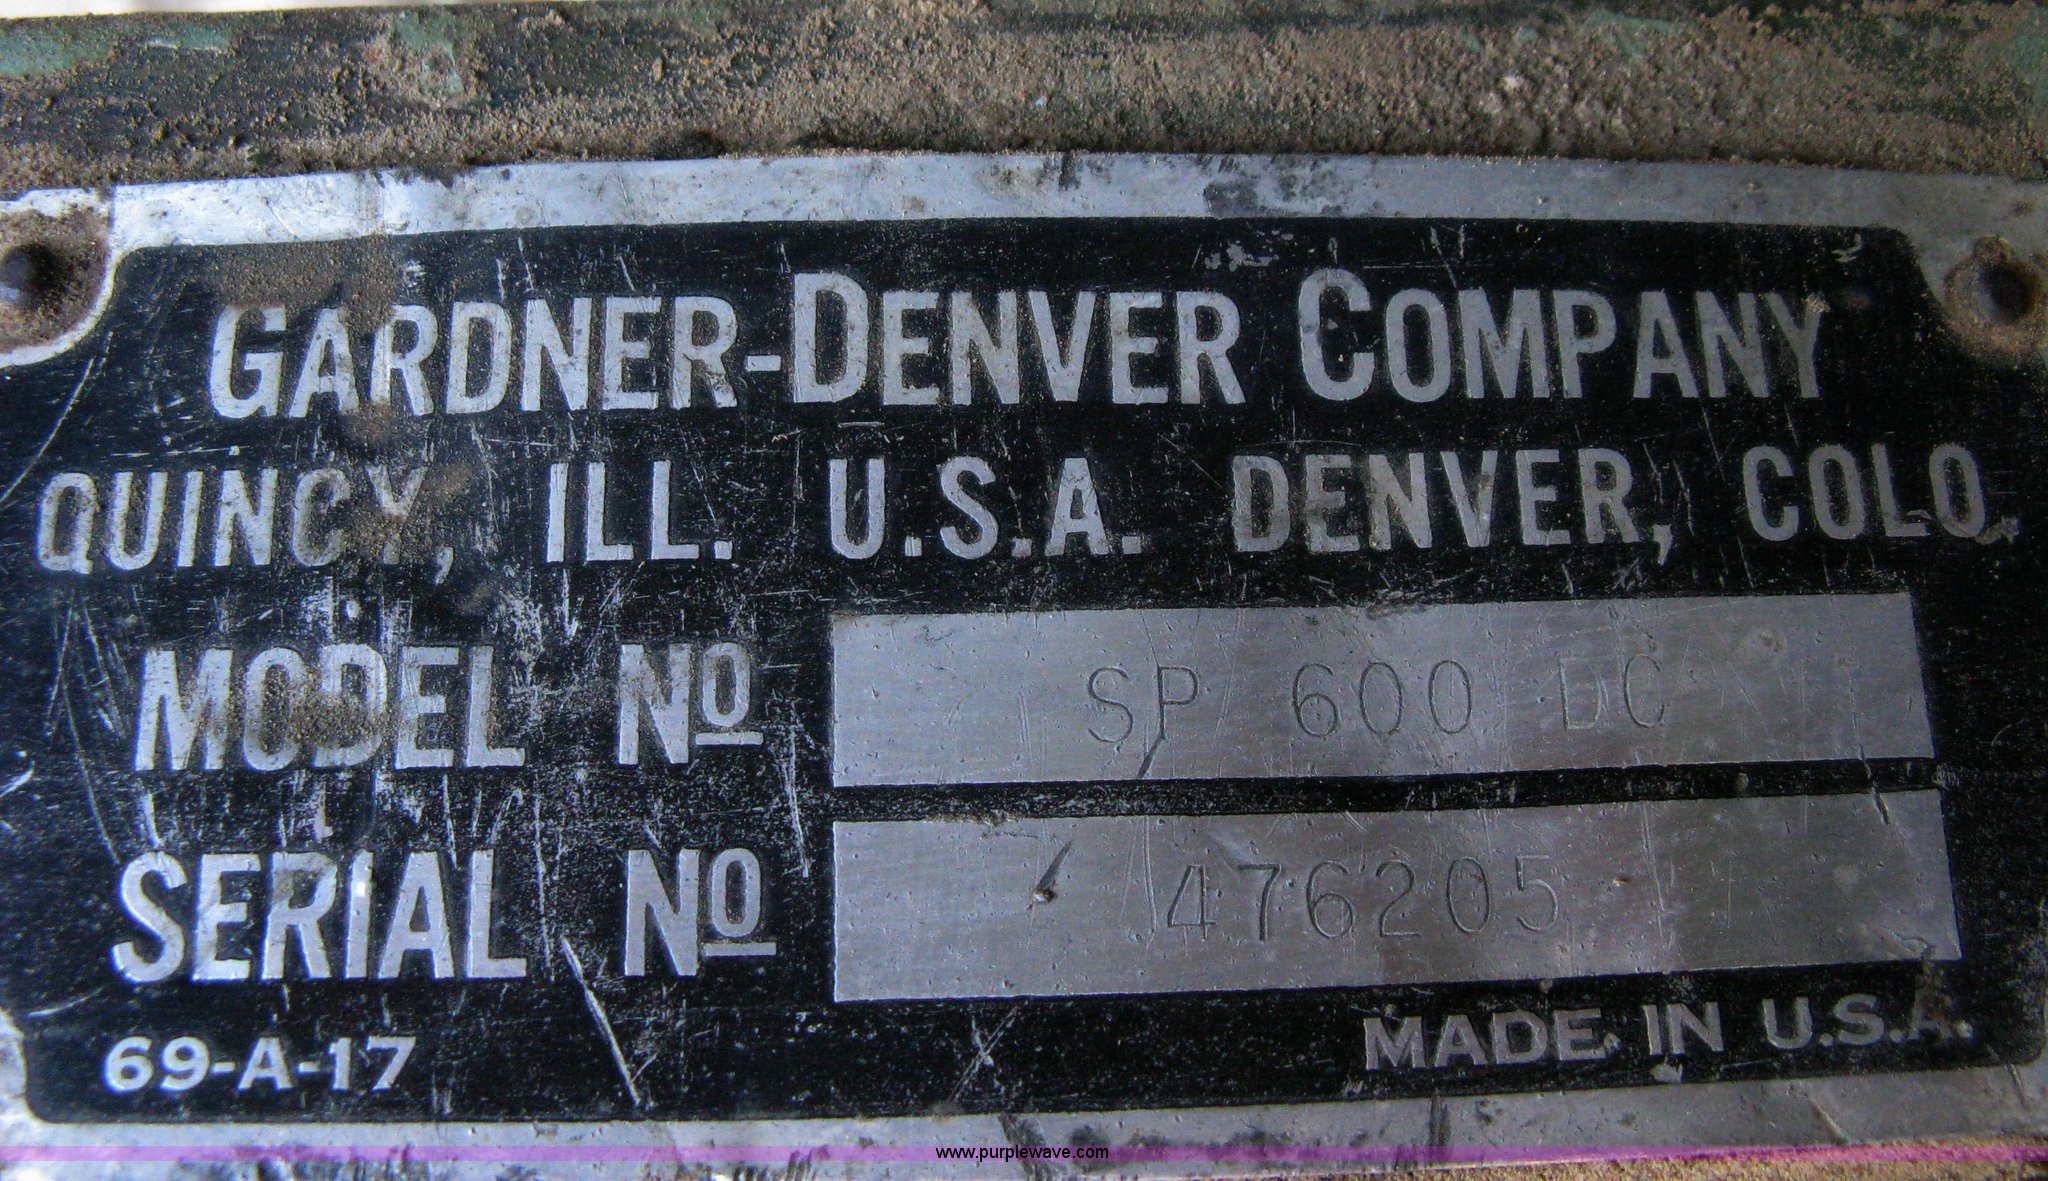 GARDNER-DENVER COMPANY
QUINCY, ILL. U.S.A. DENVER, COLO.
MODEL Nº SP 600 DC
SERIAL Nº 476205
69-A-17 MADE IN U.S.A.
www.purplewave.com